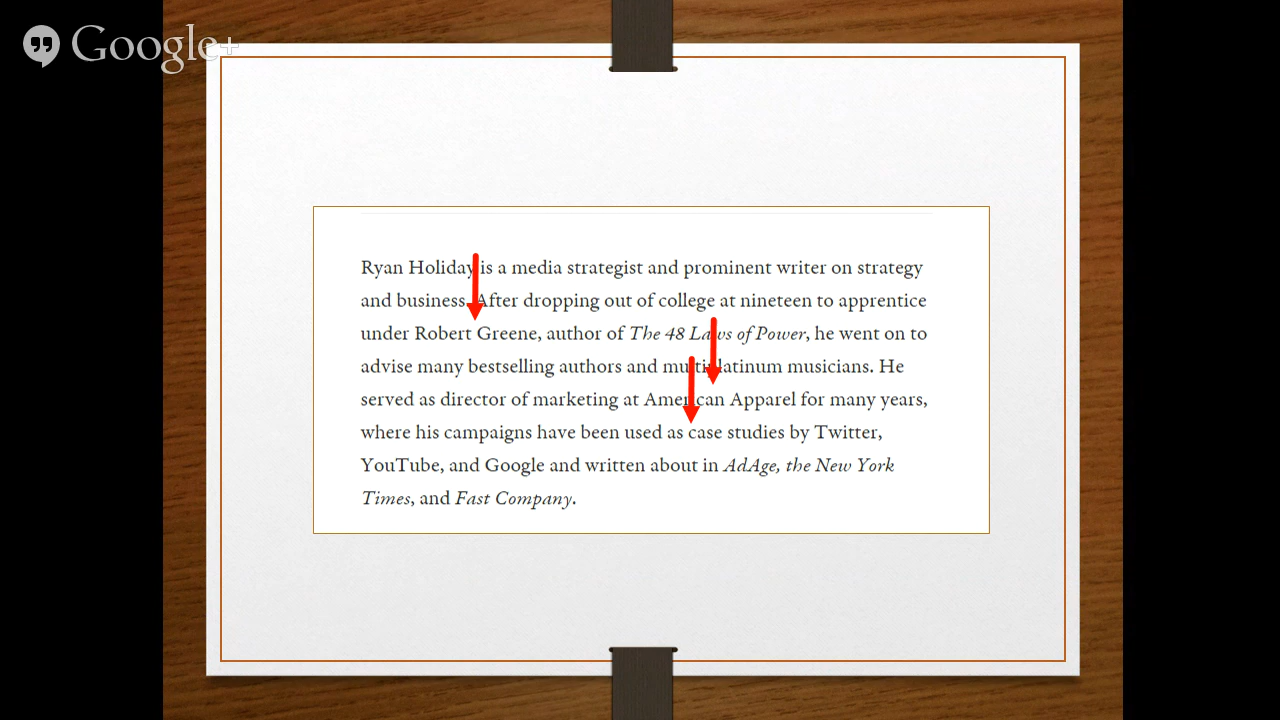 Google+
Ryan Holiday is a media strategist and prominent writer on strategy
and business. After dropping out of college at nineteen to apprentice
under Robert Greene, author of The 48 Laws of Power, he went on to
advise many bestselling authors and multiplatinum musicians. He
served as director of marketing at American Apparel for many years,
where his campaigns have been used as case studies by Twitter,
YouTube, and Google and written about in AdAge, the New York
Times, and Fast Company.